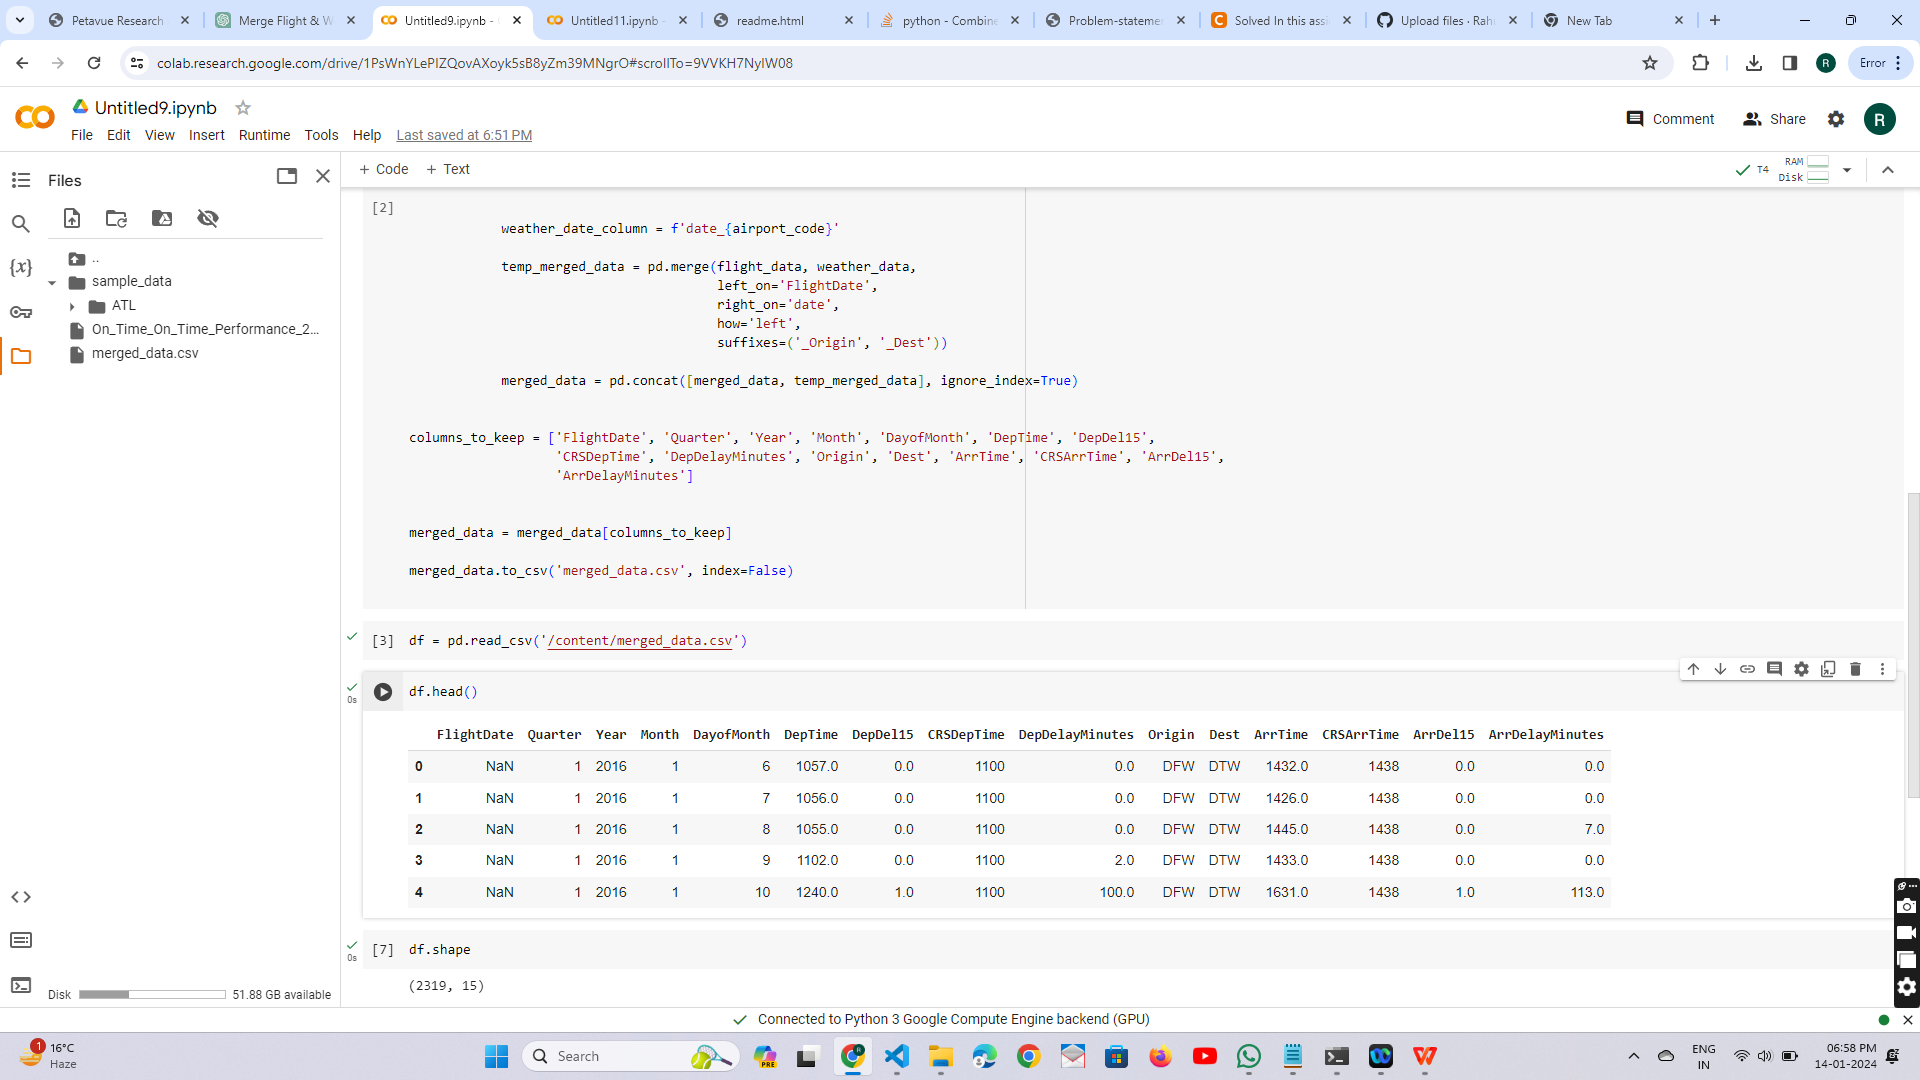 Petavue Research
Merge Flight & W
Untitled9.ipynb -
Untitled11.ipynb -
readme.html
python - Combine
Problem-statemen
Solved In this assi
Upload files · Rah
New Tab
colab.research.google.com/drive/1PsWnYLePIZQovAXoyk5sB8yZm39MNgrO#scrollTo=9VVKH7NyIW08
R
Error
Untitled9.ipynb
File Edit View Insert Runtime Tools Help Last saved at 6:51 PM
Comment
Share
R
Files
+ Code + Text
T4
RAM
Disk
..
sample_data
ATL
On_Time_On_Time_Performance_2...
merged_data.csv
{x}
[2]
weather_date_column = f'date_{airport_code}'
temp_merged_data = pd.merge(flight_data, weather_data,
left_on='FlightDate',
right_on='date',
how='left',
suffixes=('_Origin', '_Dest'))
merged_data = pd.concat([merged_data, temp_merged_data], ignore_index=True)
columns_to_keep = ['FlightDate', 'Quarter', 'Year', 'Month', 'DayofMonth', 'DepTime', 'DepDel15',
'CRSDepTime', 'DepDelayMinutes', 'Origin', 'Dest', 'ArrTime', 'CRSArrTime', 'ArrDel15',
'ArrDelayMinutes']
merged_data = merged_data[columns_to_keep]
merged_data.to_csv('merged_data.csv', index=False)
[3] df = pd.read_csv('/content/merged_data.csv')
0s
df.head()
FlightDate Quarter Year Month DayofMonth DepTime DepDel15 CRSDepTime DepDelayMinutes Origin Dest ArrTime CRSArrTime ArrDel15 ArrDelayMinutes
0 NaN 1 2016 1 6 1057.0 0.0 1100 0.0 DFW DTW 1432.0 1438 0.0 0.0
1 NaN 1 2016 1 7 1056.0 0.0 1100 0.0 DFW DTW 1426.0 1438 0.0 0.0
2 NaN 1 2016 1 8 1055.0 0.0 1100 0.0 DFW DTW 1445.0 1438 0.0 7.0
3 NaN 1 2016 1 9 1102.0 0.0 1100 2.0 DFW DTW 1433.0 1438 0.0 0.0
4 NaN 1 2016 1 10 1240.0 1.0 1100 100.0 DFW DTW 1631.0 1438 1.0 113.0
0s
[7] df.shape
(2319, 15)
Disk 51.88 GB available
Connected to Python 3 Google Compute Engine backend (GPU)
1
16°C
Haze
Search
PRE
ENG
IN
06:58 PM
14-01-2024